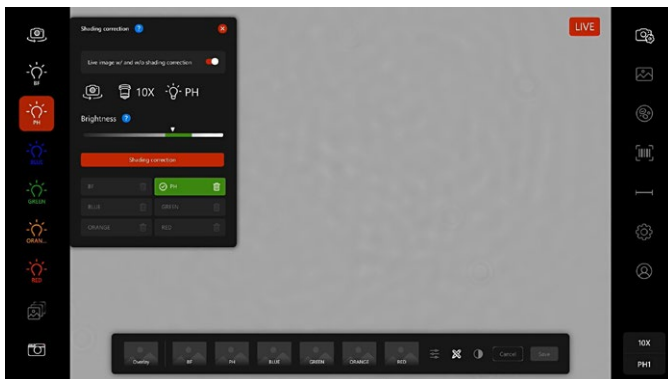 Shading correction ?
LIVE
Live image w/ and w/o shading correction
BF
10X PH
PH
Brightness ?
Shading correction
BLUE
BF
PH
GREEN
BLUE
GREEN
ORANGE
RED
ORAN...
RED
Overlay
BF
PH
BLUE
GREEN
ORANGE
RED
Cancel
Save
10X
PH1